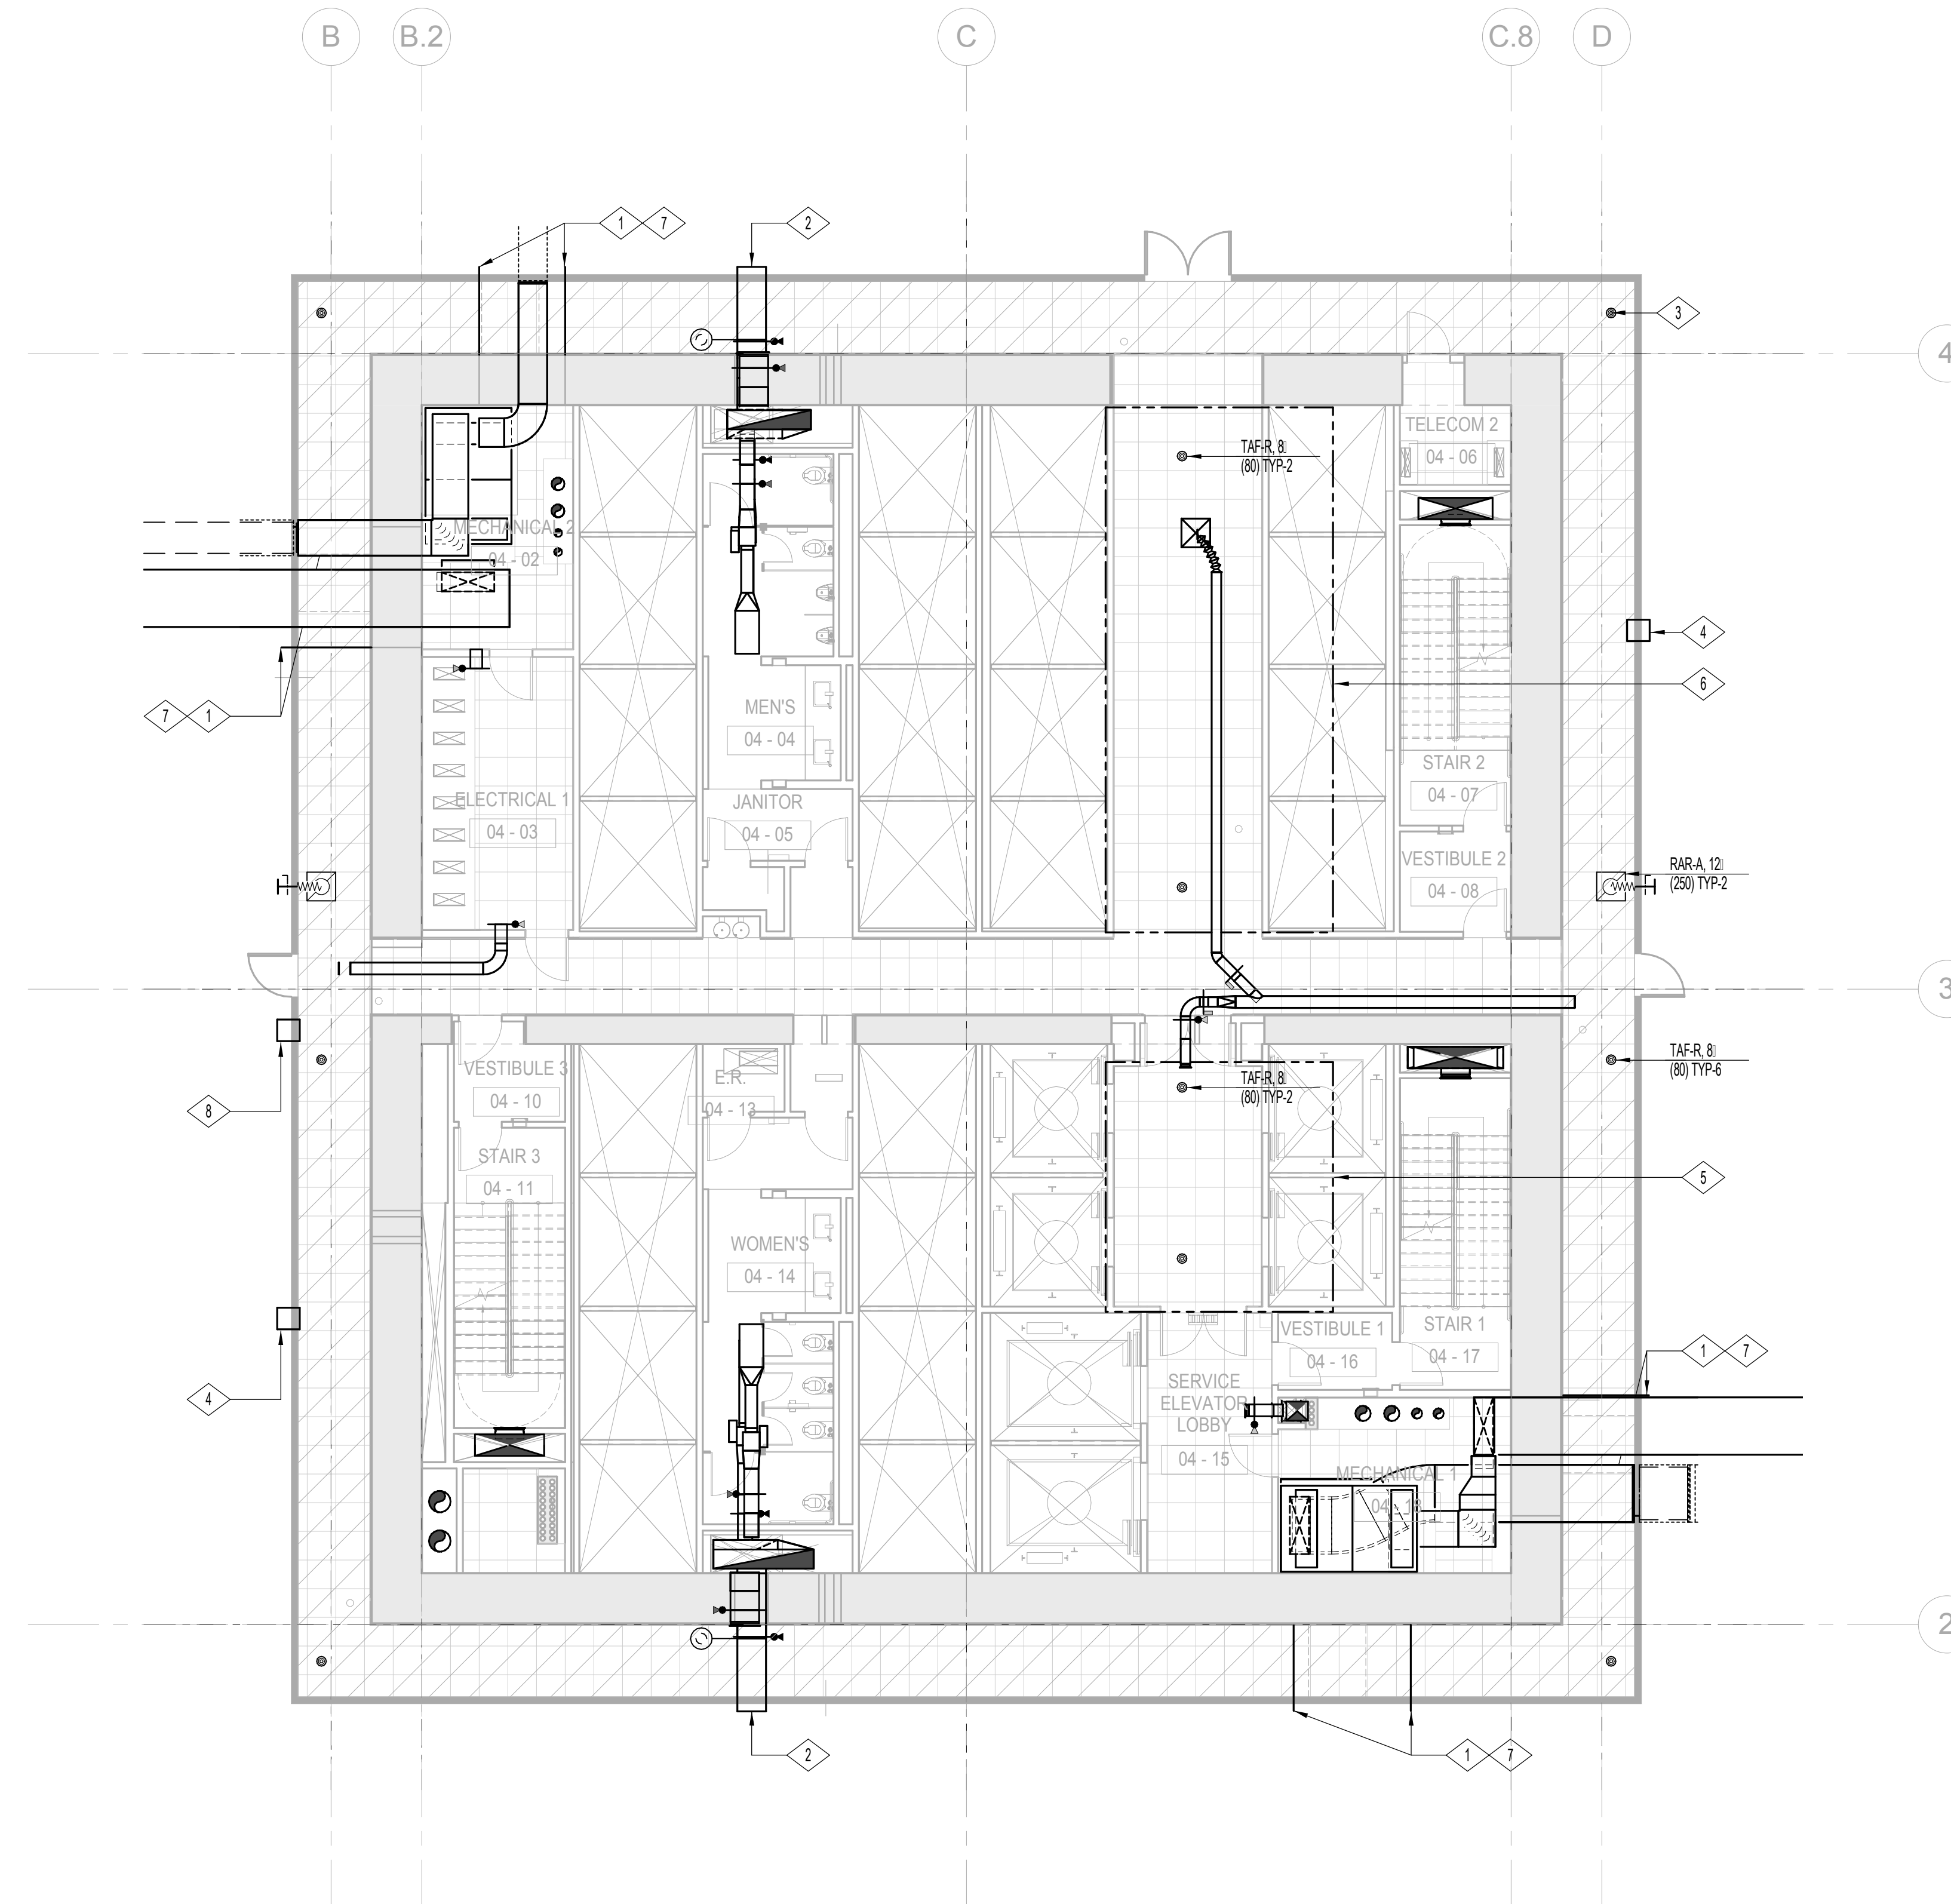 B
B.2
C
C.8
D
1
7
2
3
4
TELECOM 2
04 - 06
TAF-R, 8▯
(80) TYP-2
MECHANICAL 2
04 - 02
4
6
7
1
MEN'S
04 - 04
STAIR 2
04 - 07
ELECTRICAL 1
04 - 03
JANITOR
04 - 05
VESTIBULE 2
04 - 08
RAR-A, 12▯
(250) TYP-2
3
VESTIBULE 3
04 - 10
E.R.
04 - 13
TAF-R, 8▯
(80) TYP-2
TAF-R, 8▯
(80) TYP-6
8
STAIR 3
04 - 11
5
WOMEN'S
04 - 14
VESTIBULE 1
04 - 16
STAIR 1
04 - 17
1
7
4
SERVICE
ELEVATOR
LOBBY
04 - 15
MECHANICAL 1
04 - 18
2
2
1
7